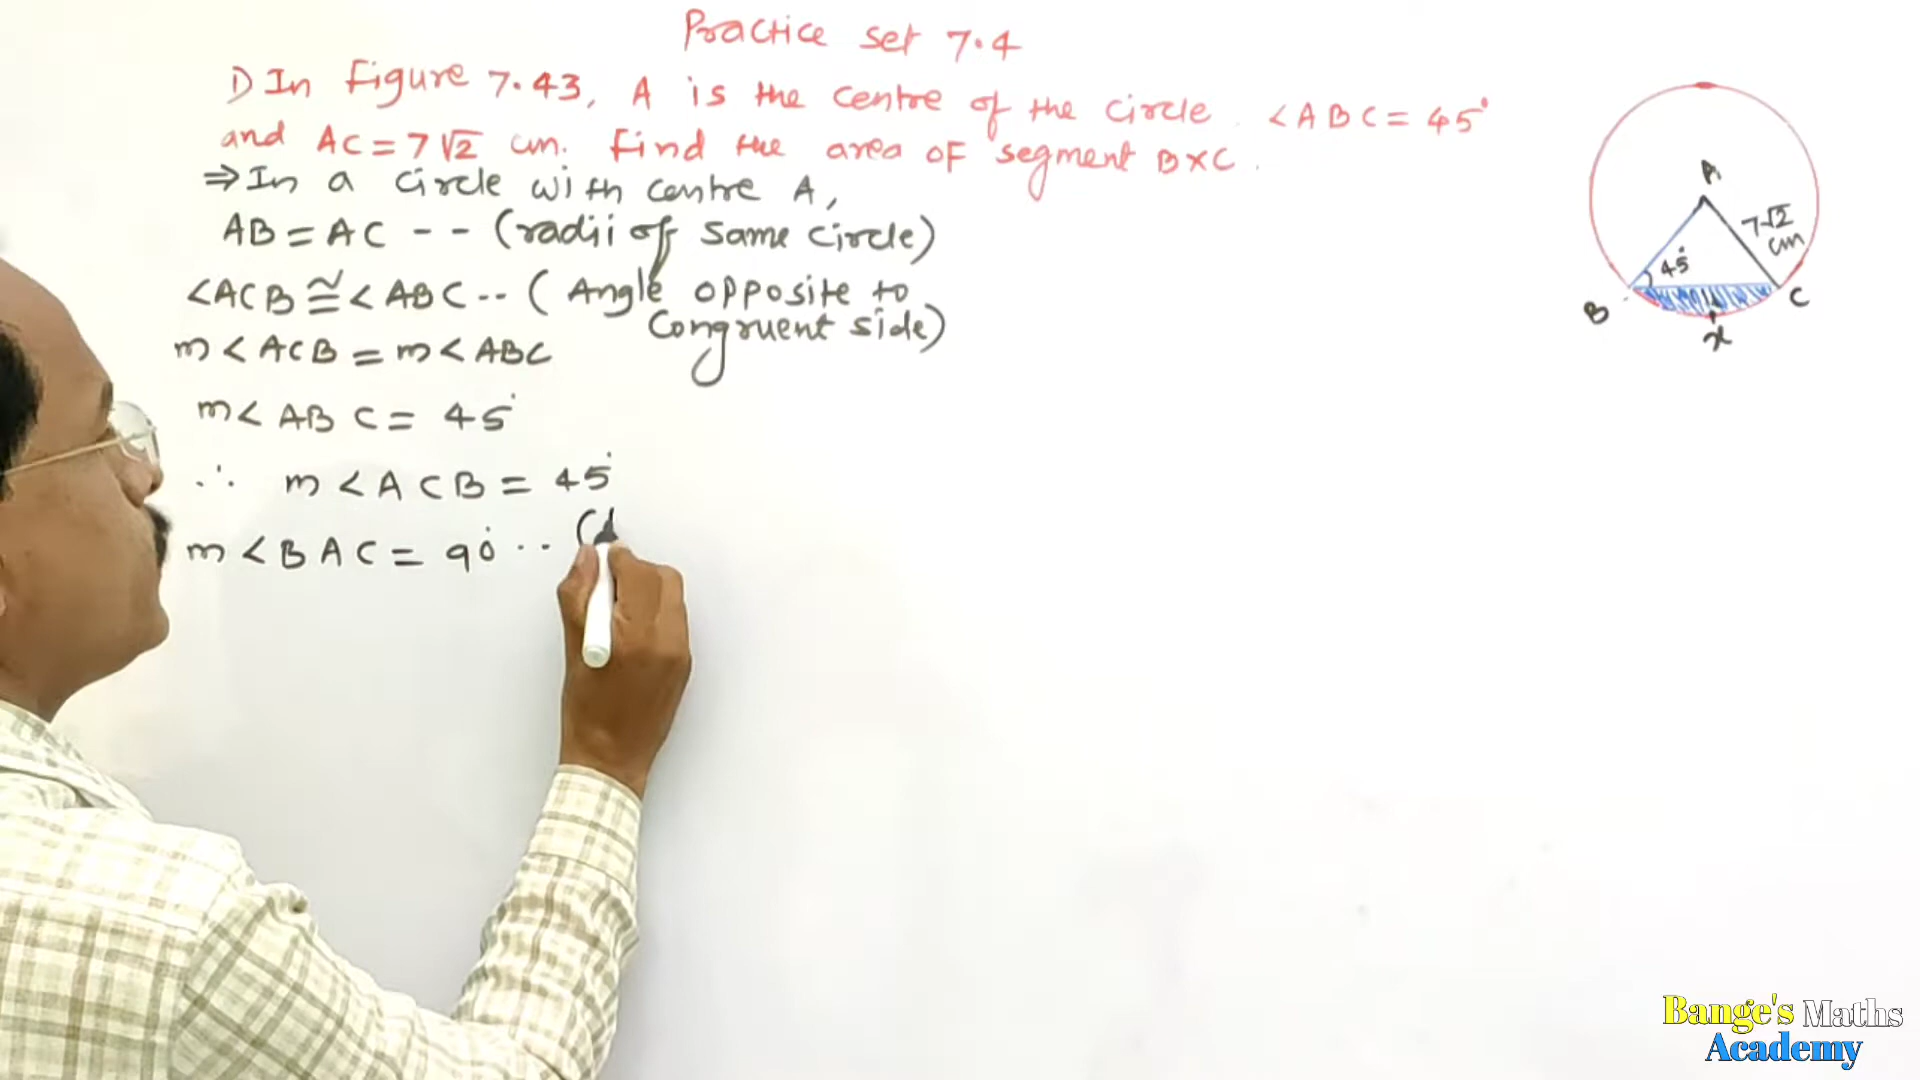 Practice set 7.4
1) In Figure 7.43, A is the centre of the circle. <ABC = 45°
and AC = 7√2 cm. Find the area of segment BXC.
⇒ In a circle with centre A,
AB = AC -- (radii of same circle)
<ACB ≅ <ABC -- (Angle opposite to
congruent side)
m<ACB = m<ABC
m<ABC = 45°
∴ m<ACB = 45°
m<BAC = 90° .. (
A
7√2
cm
45°
B
C
x
Bange's Maths
Academy